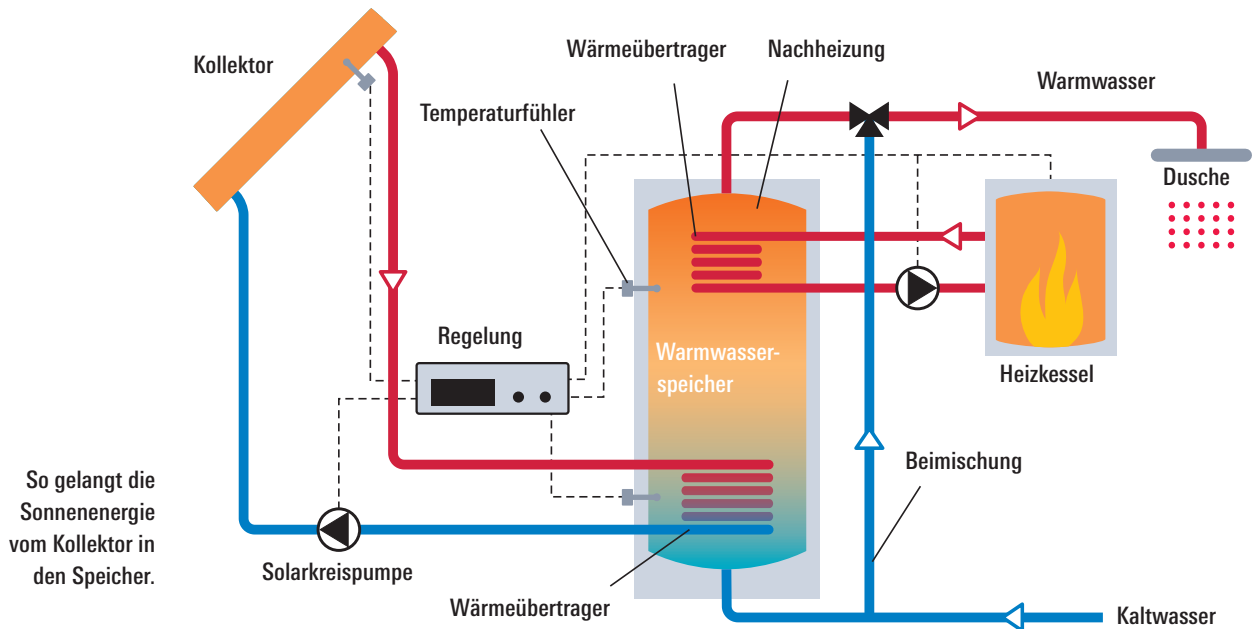 Kollektor
Wärmeübertrager
Nachheizung
Warmwasser
Temperaturfühler
Dusche
Regelung
Warmwasser-
speicher
Heizkessel
So gelangt die
Sonnenenergie
vom Kollektor in
den Speicher.
Beimischung
Solarkreispumpe
Wärmeübertrager
Kaltwasser